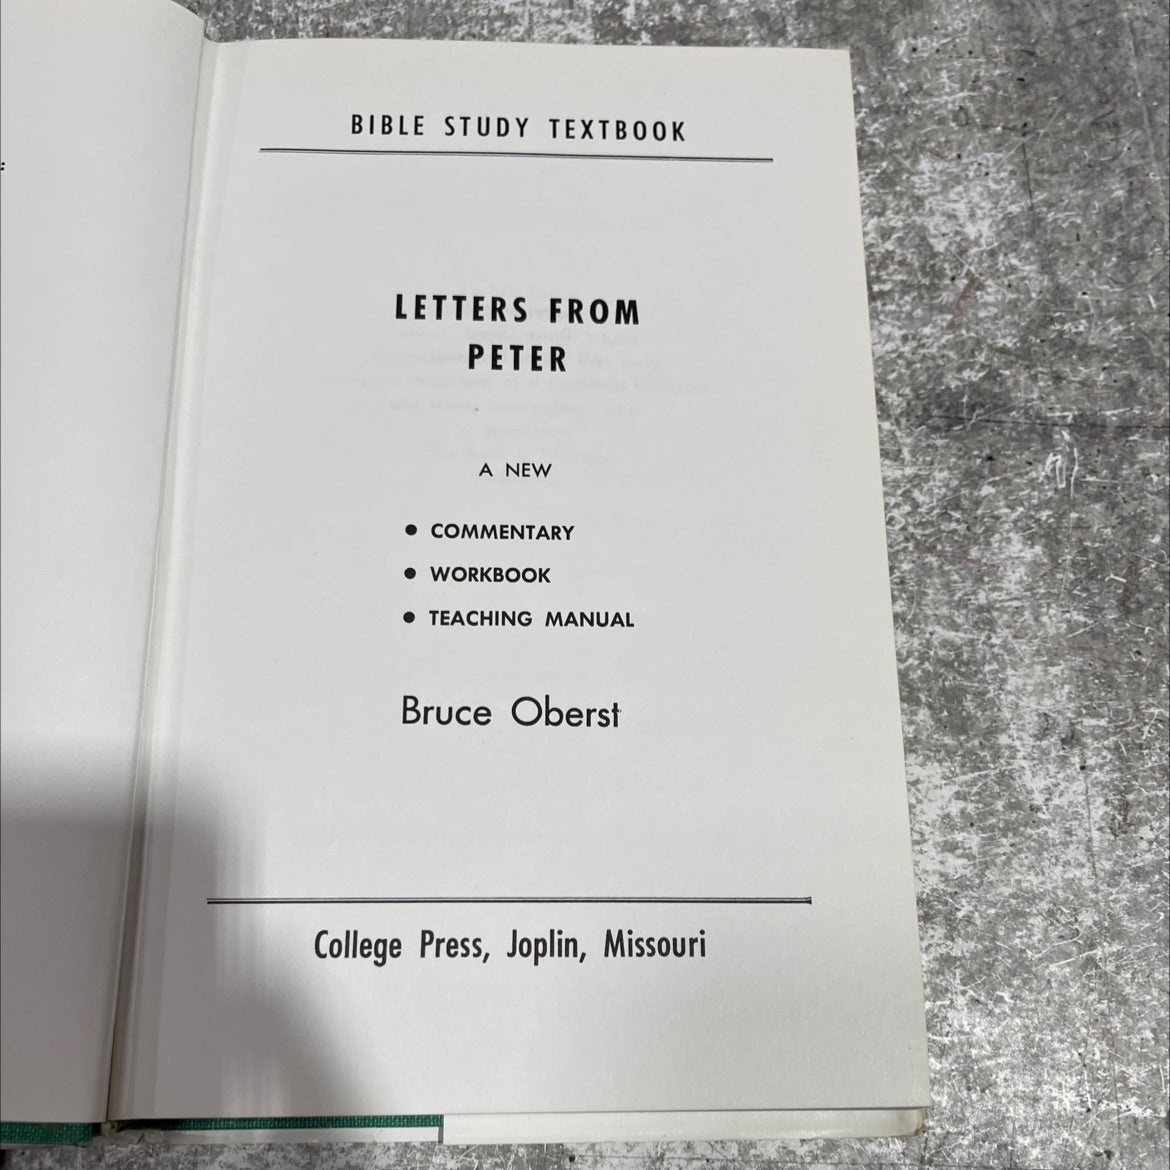 BIBLE STUDY TEXTBOOK
LETTERS FROM
PETER
A NEW
● COMMENTARY
● WORKBOOK
● TEACHING MANUAL
Bruce Oberst
College Press, Joplin, Missouri